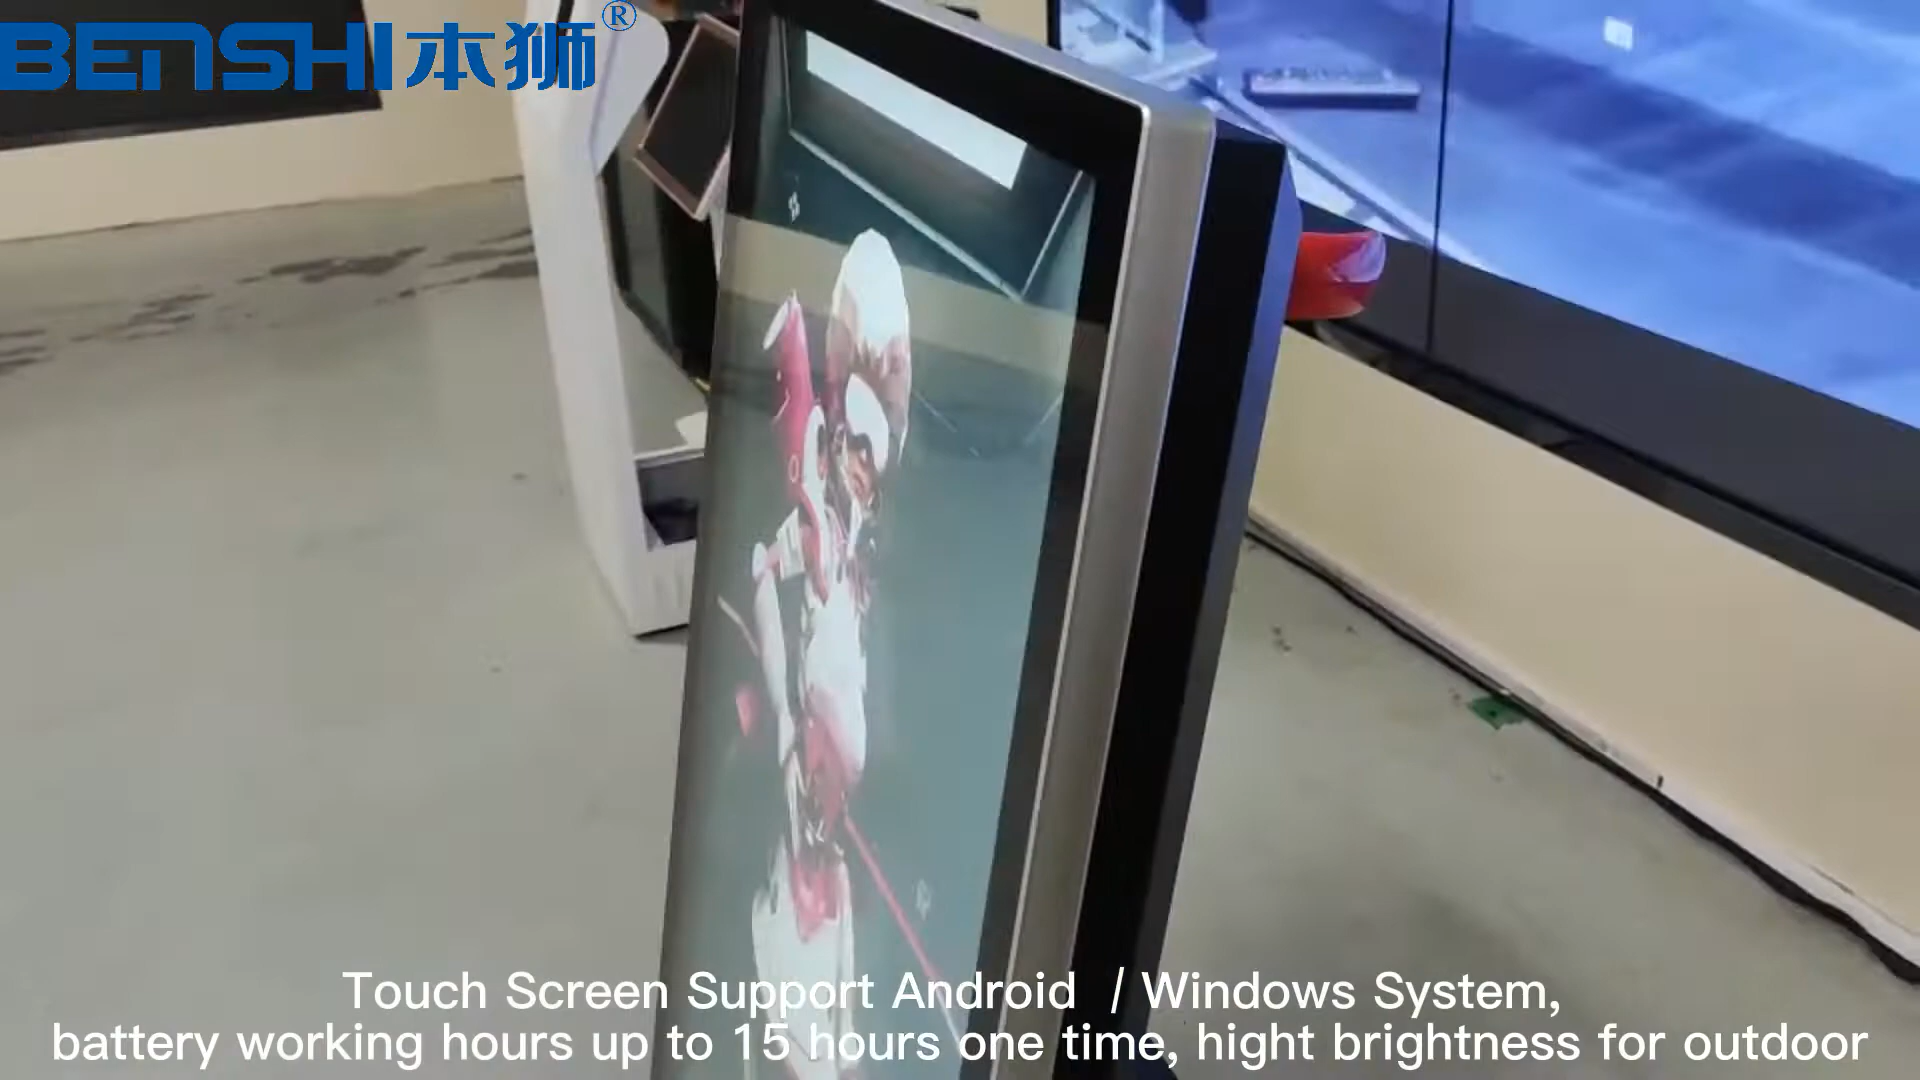 BENSHI本狮®
Touch Screen Support Android / Windows System,
battery working hours up to 15 hours one time, hight brightness for outdoor